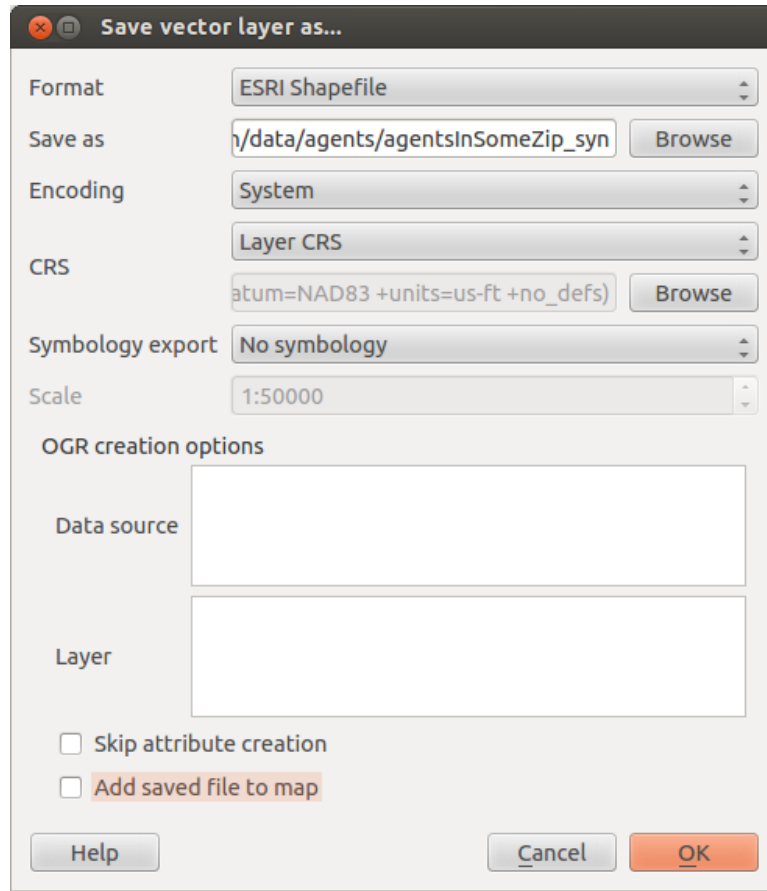 Save vector layer as...
Format ESRI Shapefile
Save as n/data/agents/agentsInSomeZip_syn Browse
Encoding System
CRS Layer CRS
atum=NAD83 +units=us-ft +no_defs) Browse
Symbology export No symbology
Scale 1:50000
OGR creation options
Data source
Layer
Skip attribute creation
Add saved file to map
Help Cancel OK